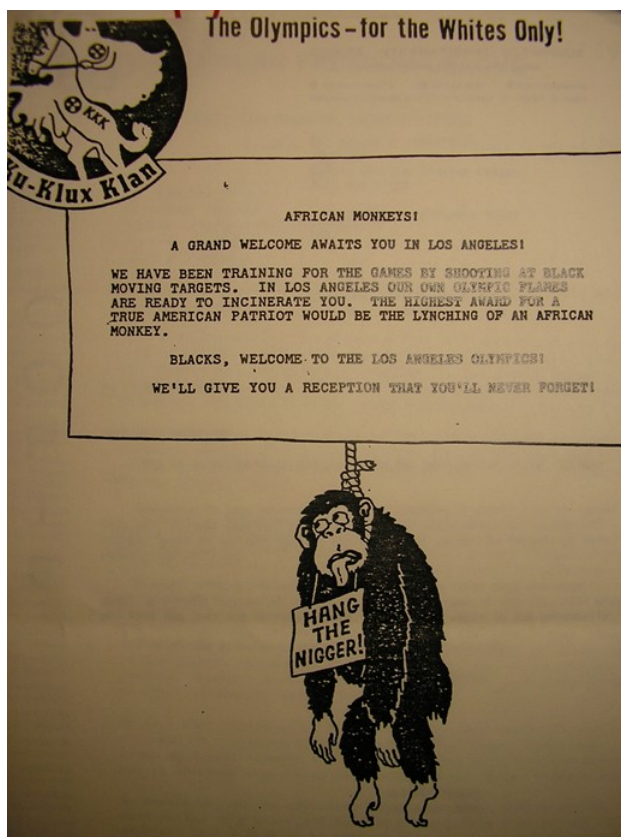 The Olympics–for the Whites Only!
KKK
Ku-Klux Klan
AFRICAN MONKEYS!
A GRAND WELCOME AWAITS YOU IN LOS ANGELES!
WE HAVE BEEN TRAINING FOR THE GAMES BY SHOOTING AT BLACK
MOVING TARGETS. IN LOS ANGELES OUR OWN OLYMPIC FLAMES
ARE READY TO INCINERATE YOU. THE HIGHEST AWARD FOR A
TRUE AMERICAN PATRIOT WOULD BE THE LYNCHING OF AN AFRICAN
MONKEY.
BLACKS, WELCOME TO THE LOS ANGELES OLYMPICS!
WE'LL GIVE YOU A RECEPTION THAT YOU'LL NEVER FORGET!
HANG
THE
NIGGER!